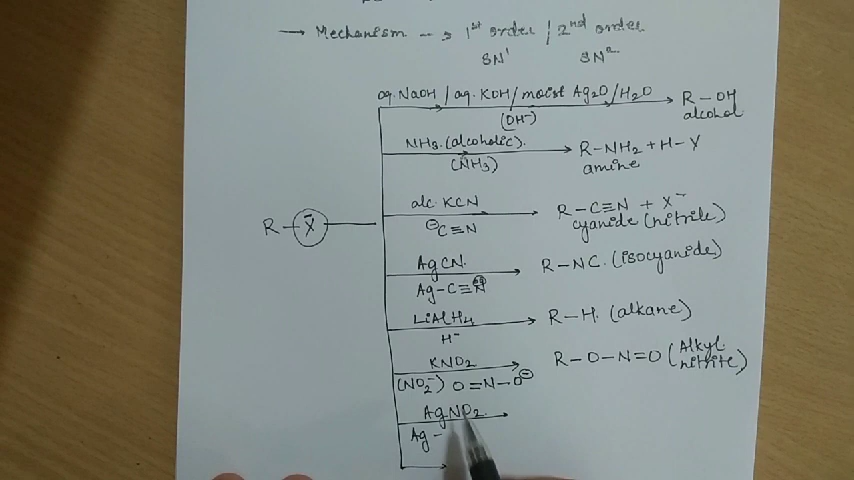 → Mechanism → 1st order / 2nd order
SN1 SN2
aq. NaOH / aq. KOH / moist Ag2O / H2O
(OH-)
R-OH
alcohol
NH3 (alcoholic).
(NH3)
R-NH2 + H-X
amine
alc. KCN
⊖C≡N
R-C≡N + X-
cyanide (nitrile)
R-X
AgCN.
Ag-C≡N
R-NC. (isocyanide)
LiAlH4
H-
R-H. (alkane)
KNO2
(NO2-) O=N-O⊖
R-O-N=O (Alkyl
nitrite)
AgNO2.
Ag-